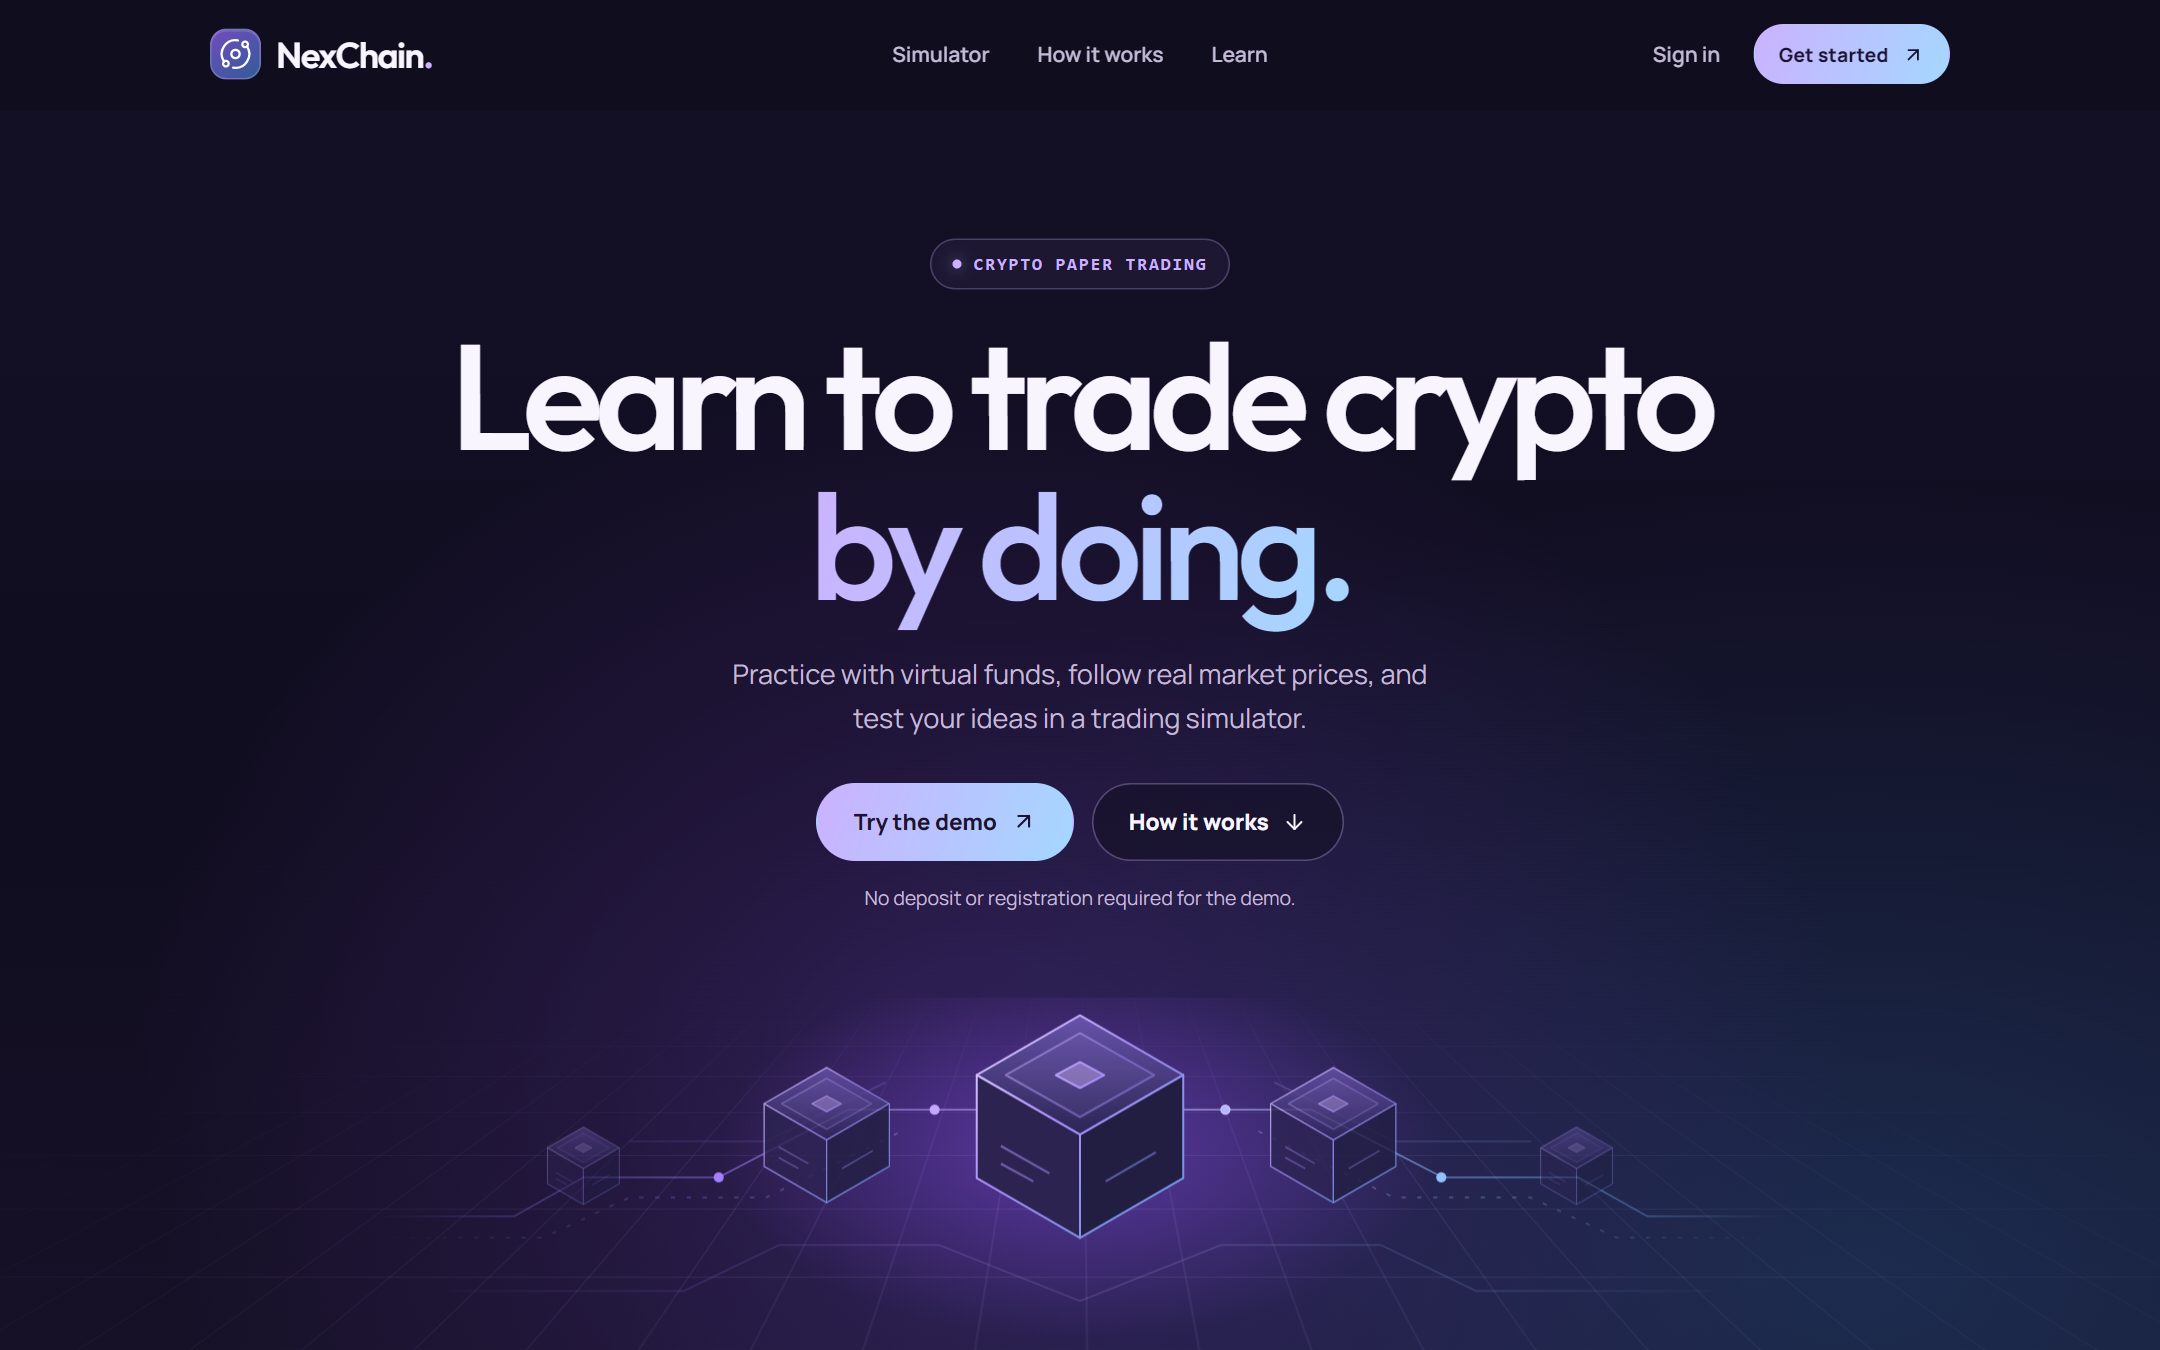 NexChain.
Simulator
How it works
Learn
Sign in
Get started
CRYPTO PAPER TRADING
Learn to trade crypto
by doing.
Practice with virtual funds, follow real market prices, and
test your ideas in a trading simulator.
Try the demo
How it works
No deposit or registration required for the demo.